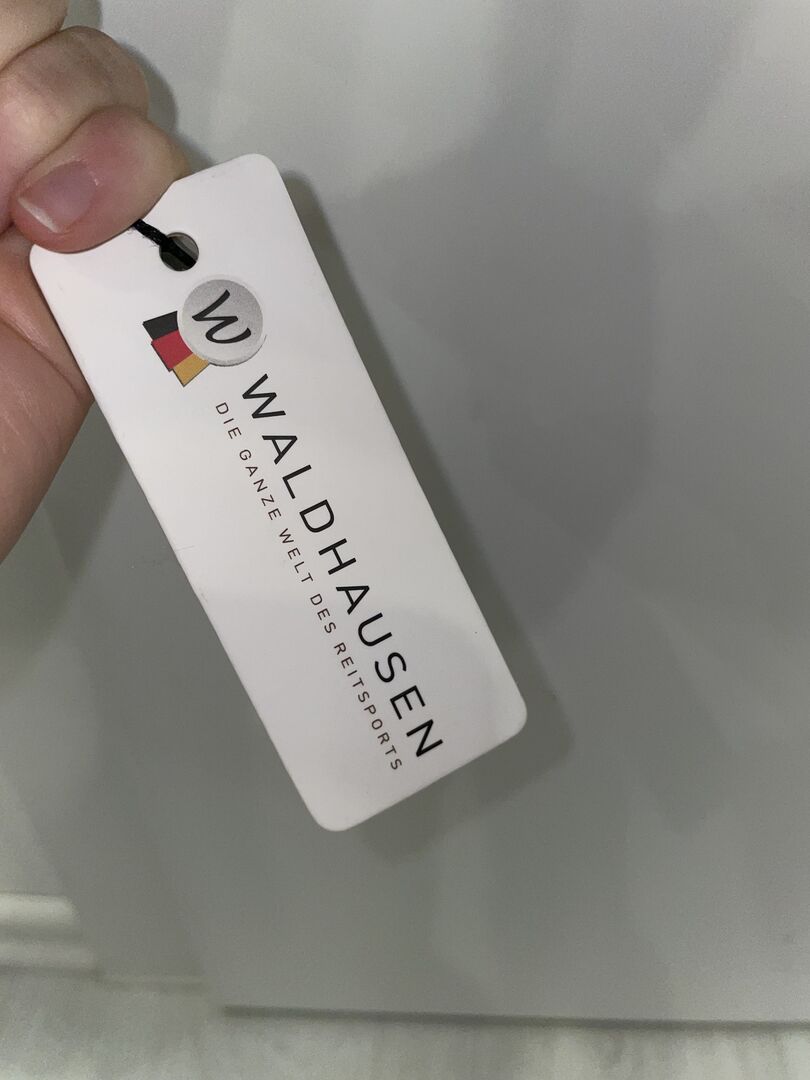 W
WALDHAUSEN
DIE GANZE WELT DES REITSPORTS